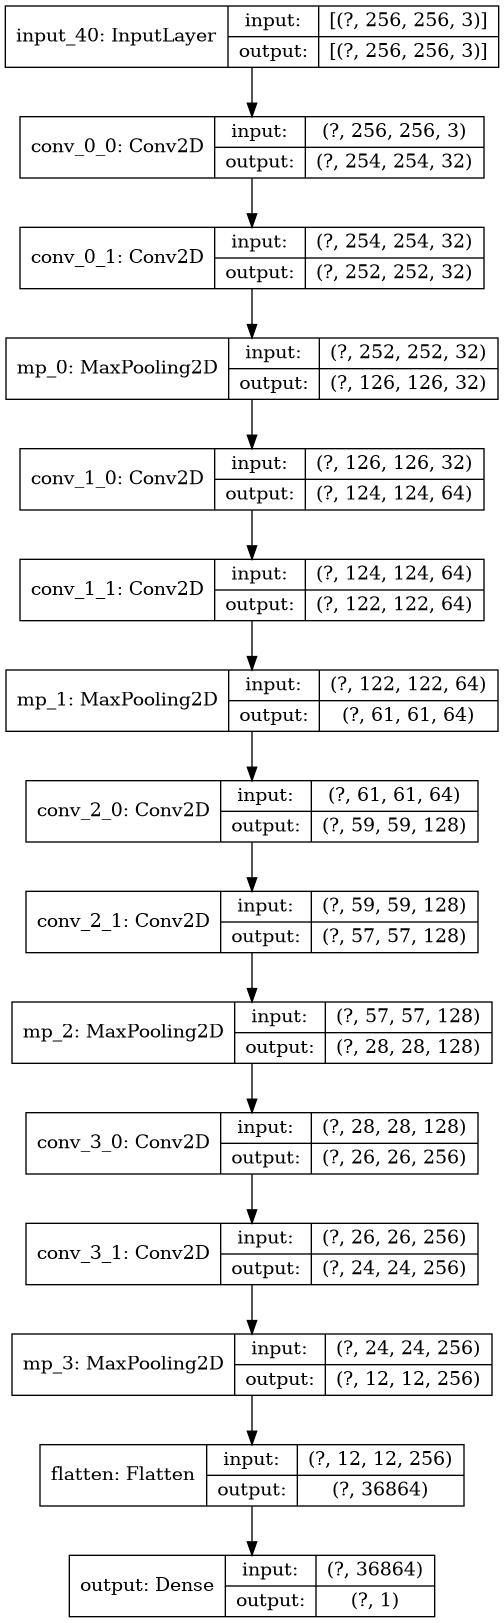 input_40: InputLayer
input:
[(?, 256, 256, 3)]
output:
[(?, 256, 256, 3)]
conv_0_0: Conv2D
input:
(?, 256, 256, 3)
output:
(?, 254, 254, 32)
conv_0_1: Conv2D
input:
(?, 254, 254, 32)
output:
(?, 252, 252, 32)
mp_0: MaxPooling2D
input:
(?, 252, 252, 32)
output:
(?, 126, 126, 32)
conv_1_0: Conv2D
input:
(?, 126, 126, 32)
output:
(?, 124, 124, 64)
conv_1_1: Conv2D
input:
(?, 124, 124, 64)
output:
(?, 122, 122, 64)
mp_1: MaxPooling2D
input:
(?, 122, 122, 64)
output:
(?, 61, 61, 64)
conv_2_0: Conv2D
input:
(?, 61, 61, 64)
output:
(?, 59, 59, 128)
conv_2_1: Conv2D
input:
(?, 59, 59, 128)
output:
(?, 57, 57, 128)
mp_2: MaxPooling2D
input:
(?, 57, 57, 128)
output:
(?, 28, 28, 128)
conv_3_0: Conv2D
input:
(?, 28, 28, 128)
output:
(?, 26, 26, 256)
conv_3_1: Conv2D
input:
(?, 26, 26, 256)
output:
(?, 24, 24, 256)
mp_3: MaxPooling2D
input:
(?, 24, 24, 256)
output:
(?, 12, 12, 256)
flatten: Flatten
input:
(?, 12, 12, 256)
output:
(?, 36864)
output: Dense
input:
(?, 36864)
output:
(?, 1)